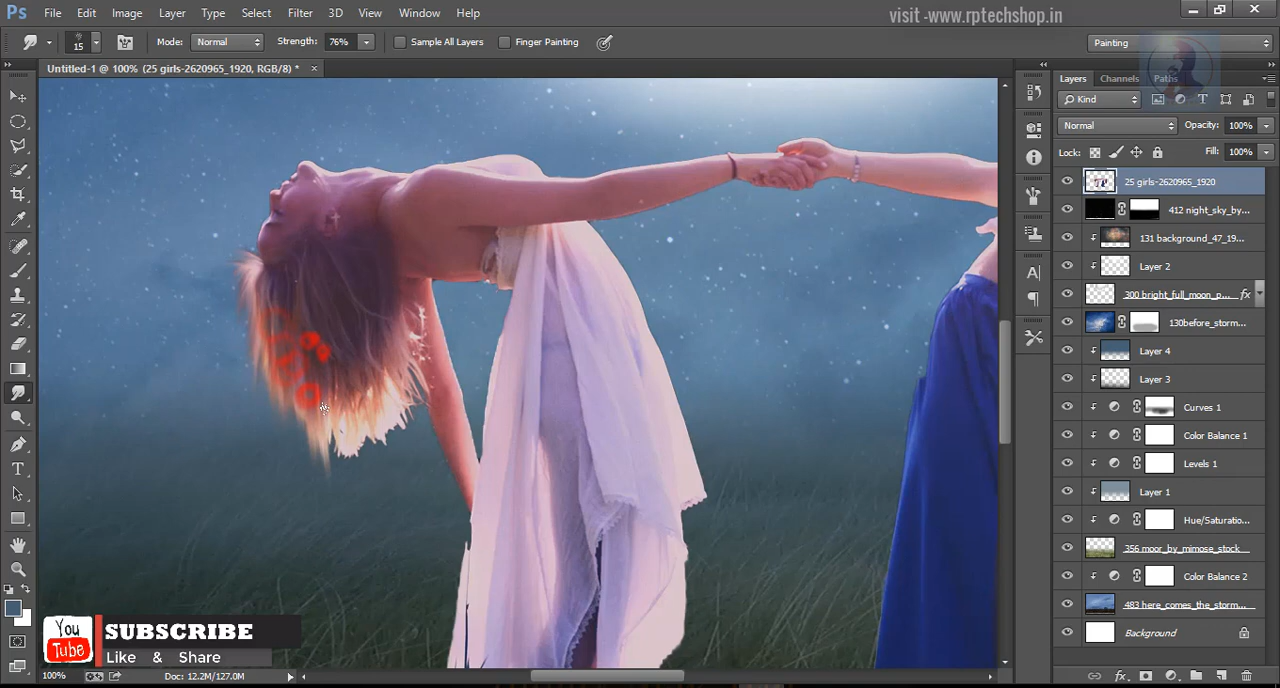 Ps File Edit Image Layer Type Select Filter 3D View Window Help
visit -www.rptechshop.in
15 Mode: Normal Strength: 76% Sample All Layers Finger Painting Painting
Untitled-1 @ 100% (25 girls-2620965_1920, RGB/8) * ×
Layers Channels Paths
Kind
Normal Opacity: 100%
Lock: Fill: 100%
25 girls-2620965_1920
412 night_sky_by...
131 background_47_19...
Layer 2
300 bright_full_moon_p... fx
130before_storm...
Layer 4
Layer 3
Curves 1
Color Balance 1
Levels 1
Layer 1
Hue/Saturatio...
356 moor_by_mimose_stock
Color Balance 2
483 here_comes_the_storm...
Background
You Tube
SUBSCRIBE
Like & Share
100% Doc: 12.2M/127.0M
fx